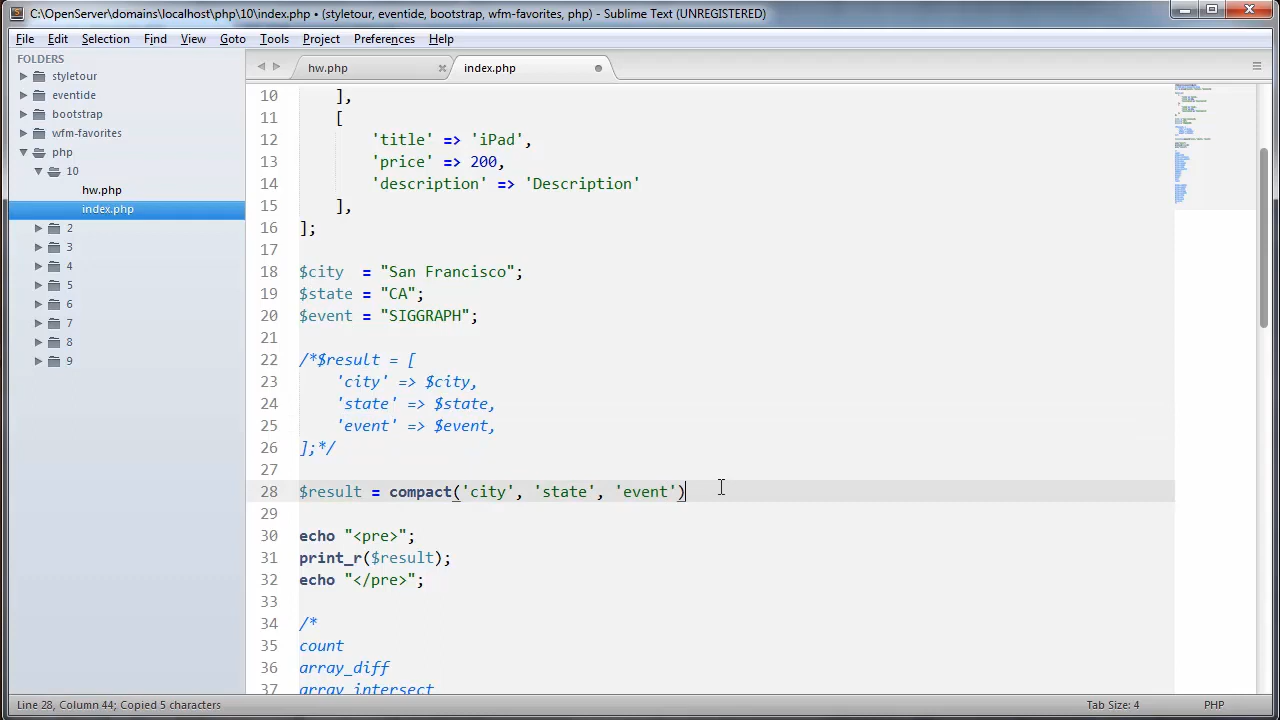 C:\OpenServer\domains\localhost\php\10\index.php • (styletour, eventide, bootstrap, wfm-favorites, php) - Sublime Text (UNREGISTERED)
File Edit Selection Find View Goto Tools Project Preferences Help
FOLDERS
styletour
eventide
bootstrap
wfm-favorites
php
10
hw.php
index.php
2
3
4
5
6
7
8
9
hw.php index.php
10 ],
11 [
12 'title' => 'iPad',
13 'price' => 200,
14 'description' => 'Description'
15 ],
16 ];
17
18 $city = "San Francisco";
19 $state = "CA";
20 $event = "SIGGRAPH";
21
22 /*$result = [
23 'city' => $city,
24 'state' => $state,
25 'event' => $event,
26 ];*/
27
28 $result = compact('city', 'state', 'event')
29
30 echo "<pre>";
31 print_r($result);
32 echo "</pre>";
33
34 /*
35 count
36 array_diff
37 array_intersect
Line 28, Column 44; Copied 5 characters Tab Size: 4 PHP